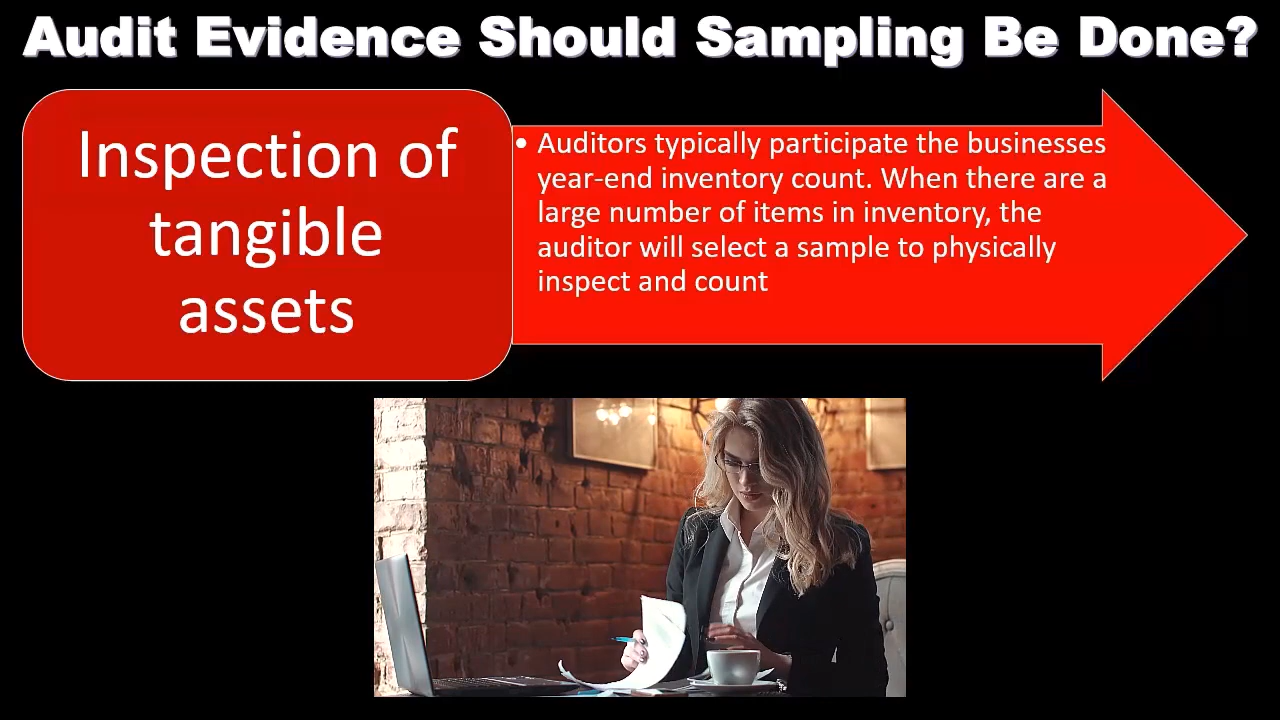 Audit Evidence Should Sampling Be Done?
Inspection of
tangible
assets
• Auditors typically participate the businesses
year-end inventory count. When there are a
large number of items in inventory, the
auditor will select a sample to physically
inspect and count